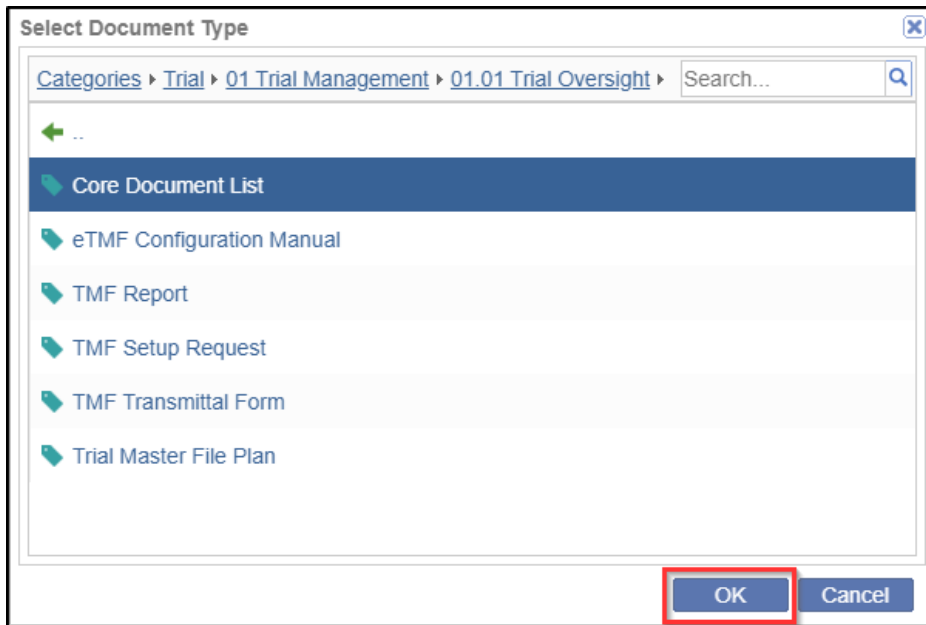 Select Document Type
Categories ▸ Trial ▸ 01 Trial Management ▸ 01.01 Trial Oversight ▸ Search...
..
Core Document List
eTMF Configuration Manual
TMF Report
TMF Setup Request
TMF Transmittal Form
Trial Master File Plan
OK Cancel